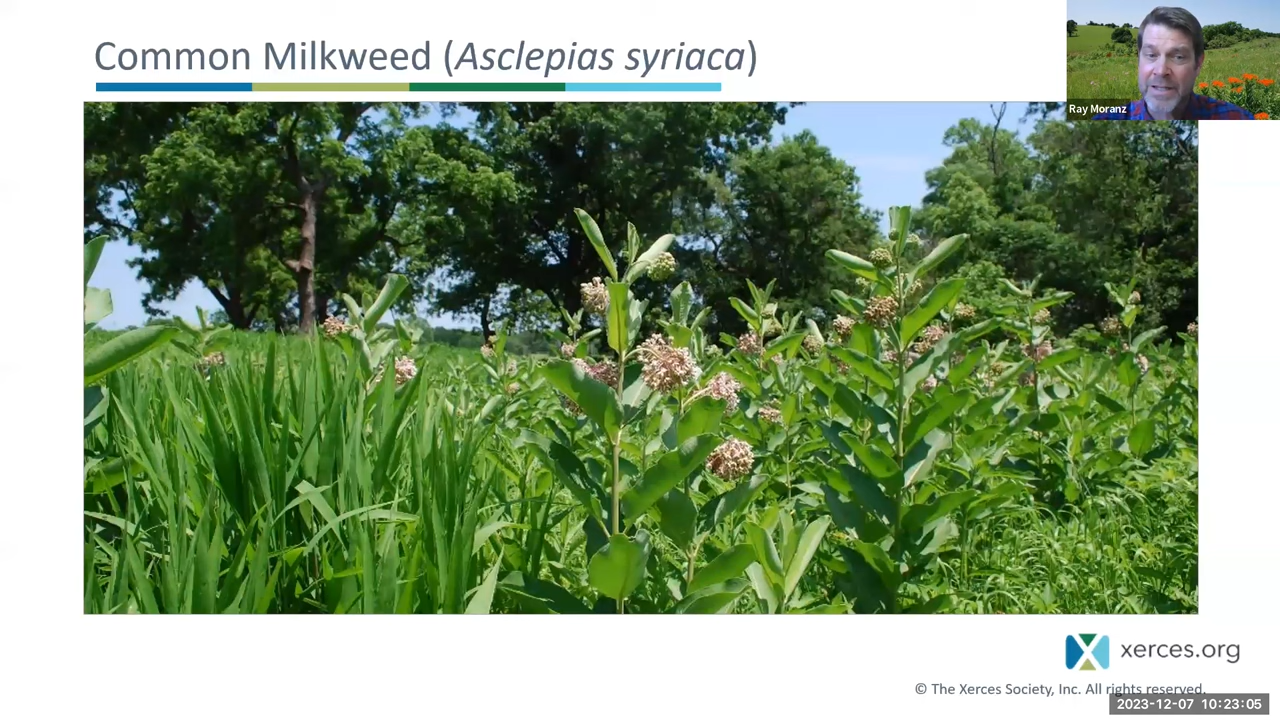 Common Milkweed (Asclepias syriaca)
Ray Moranz
xerces.org
© The Xerces Society, Inc. All rights reserved.
2023-12-07 10:23:05